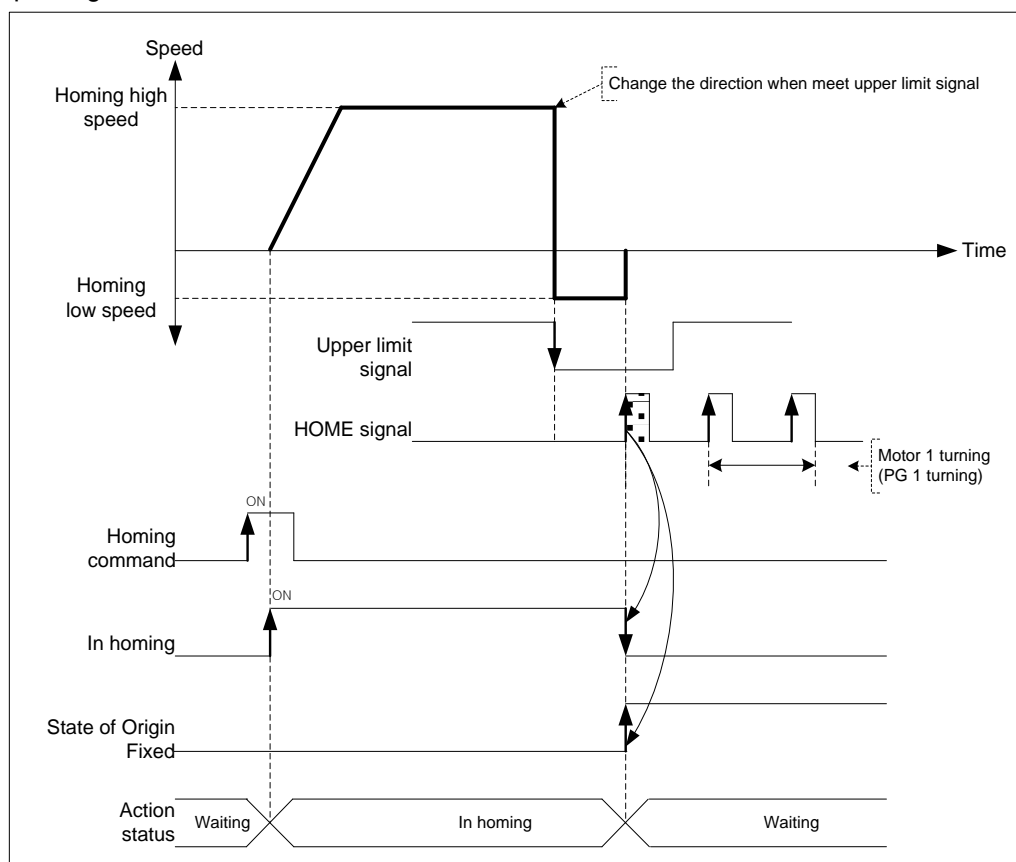 Speed
Homing high
speed
Change the direction when meet upper limit signal
Time
Homing
low speed
Upper limit
signal
HOME signal
Motor 1 turning
(PG 1 turning)
ON
Homing
command
ON
In homing
State of Origin
Fixed
Action
status
Waiting
In homing
Waiting